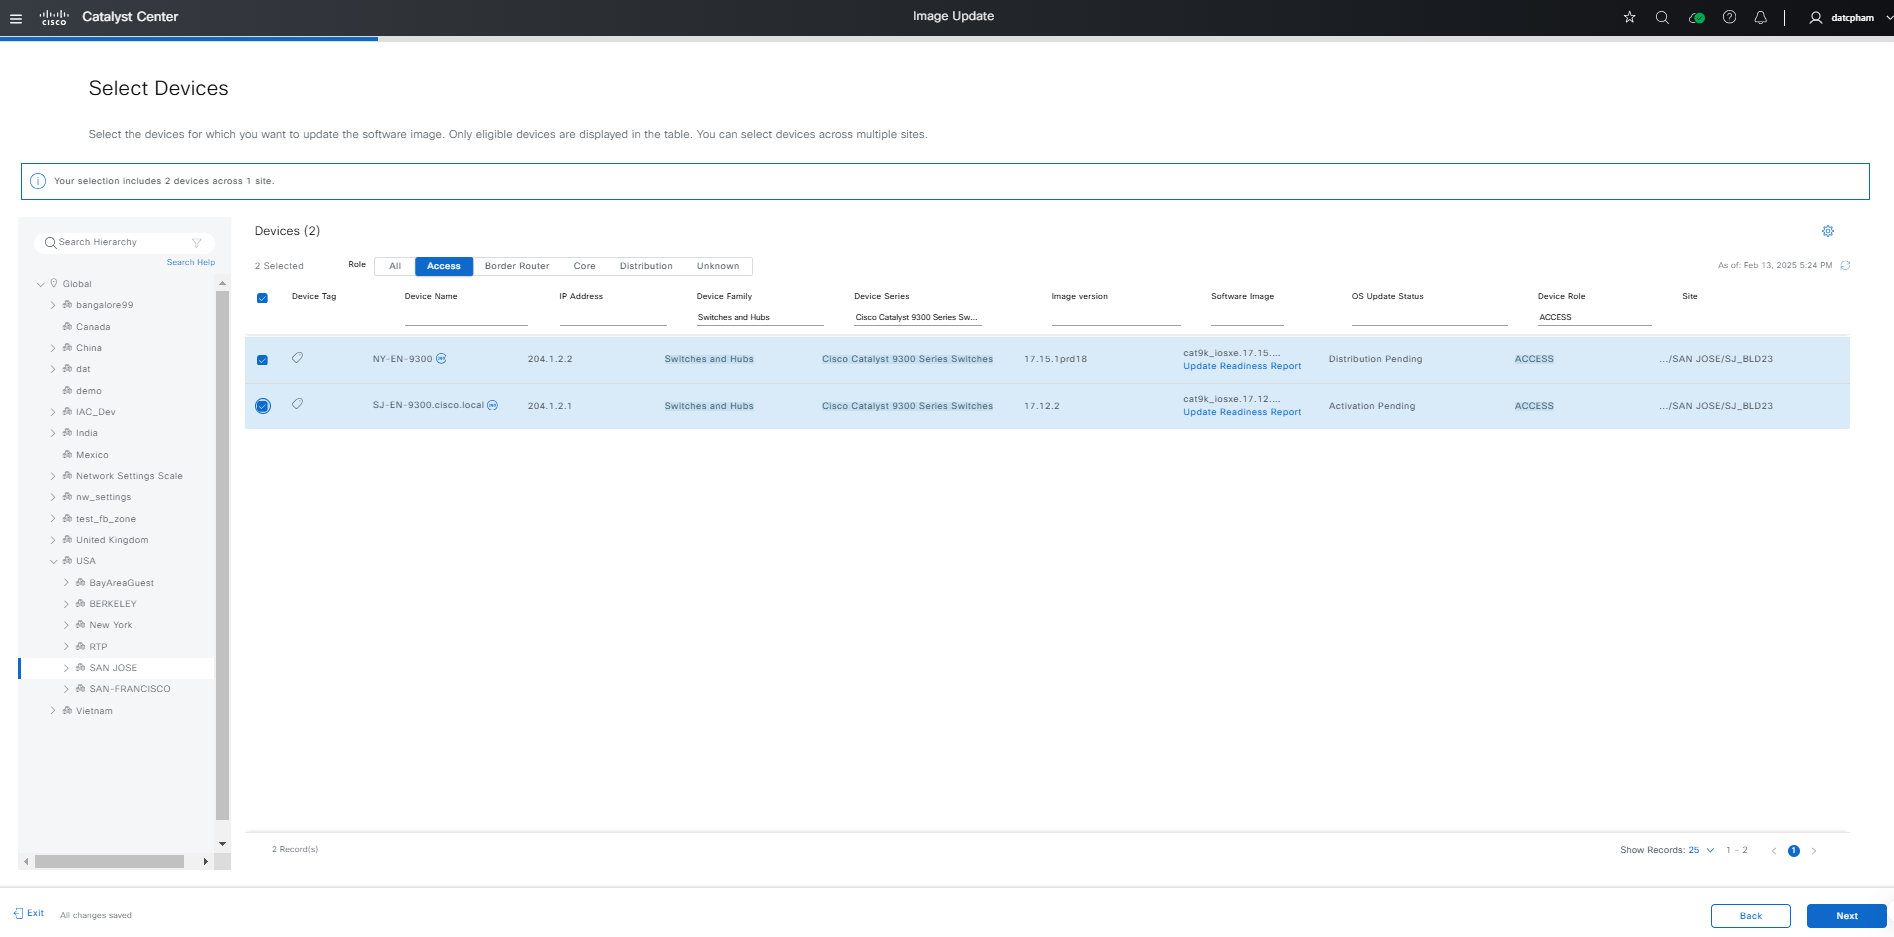 cisco
Catalyst Center
Image Update
datcpham
Select Devices
Select the devices for which you want to update the software image. Only eligible devices are displayed in the table. You can select devices across multiple sites.
Your selection includes 2 devices across 1 site.
Search Hierarchy
Search Help
Global
bangalore99
Canada
China
dat
demo
IAC_Dev
India
Mexico
Network Settings Scale
nw_settings
test_fb_zone
United Kingdom
USA
BayAreaGuest
BERKELEY
New York
RTP
SAN JOSE
SAN-FRANCISCO
Vietnam
Devices (2)
2 Selected
Role
All Access Border Router Core Distribution Unknown
As of: Feb 13, 2025 5:24 PM
Device Tag Device Name IP Address Device Family Device Series Image version Software Image OS Update Status Device Role Site
Switches and Hubs Cisco Catalyst 9300 Series Sw... ACCESS
NY-EN-9300 204.1.2.2 Switches and Hubs Cisco Catalyst 9300 Series Switches 17.15.1prd18 cat9k_iosxe.17.15.... Distribution Pending ACCESS .../SAN JOSE/SJ_BLD23
Update Readiness Report
SJ-EN-9300.cisco.local 204.1.2.1 Switches and Hubs Cisco Catalyst 9300 Series Switches 17.12.2 cat9k_iosxe.17.12.... Activation Pending ACCESS .../SAN JOSE/SJ_BLD23
Update Readiness Report
2 Record(s)
Show Records: 25 1 - 2 1
Exit
All changes saved
Back
Next